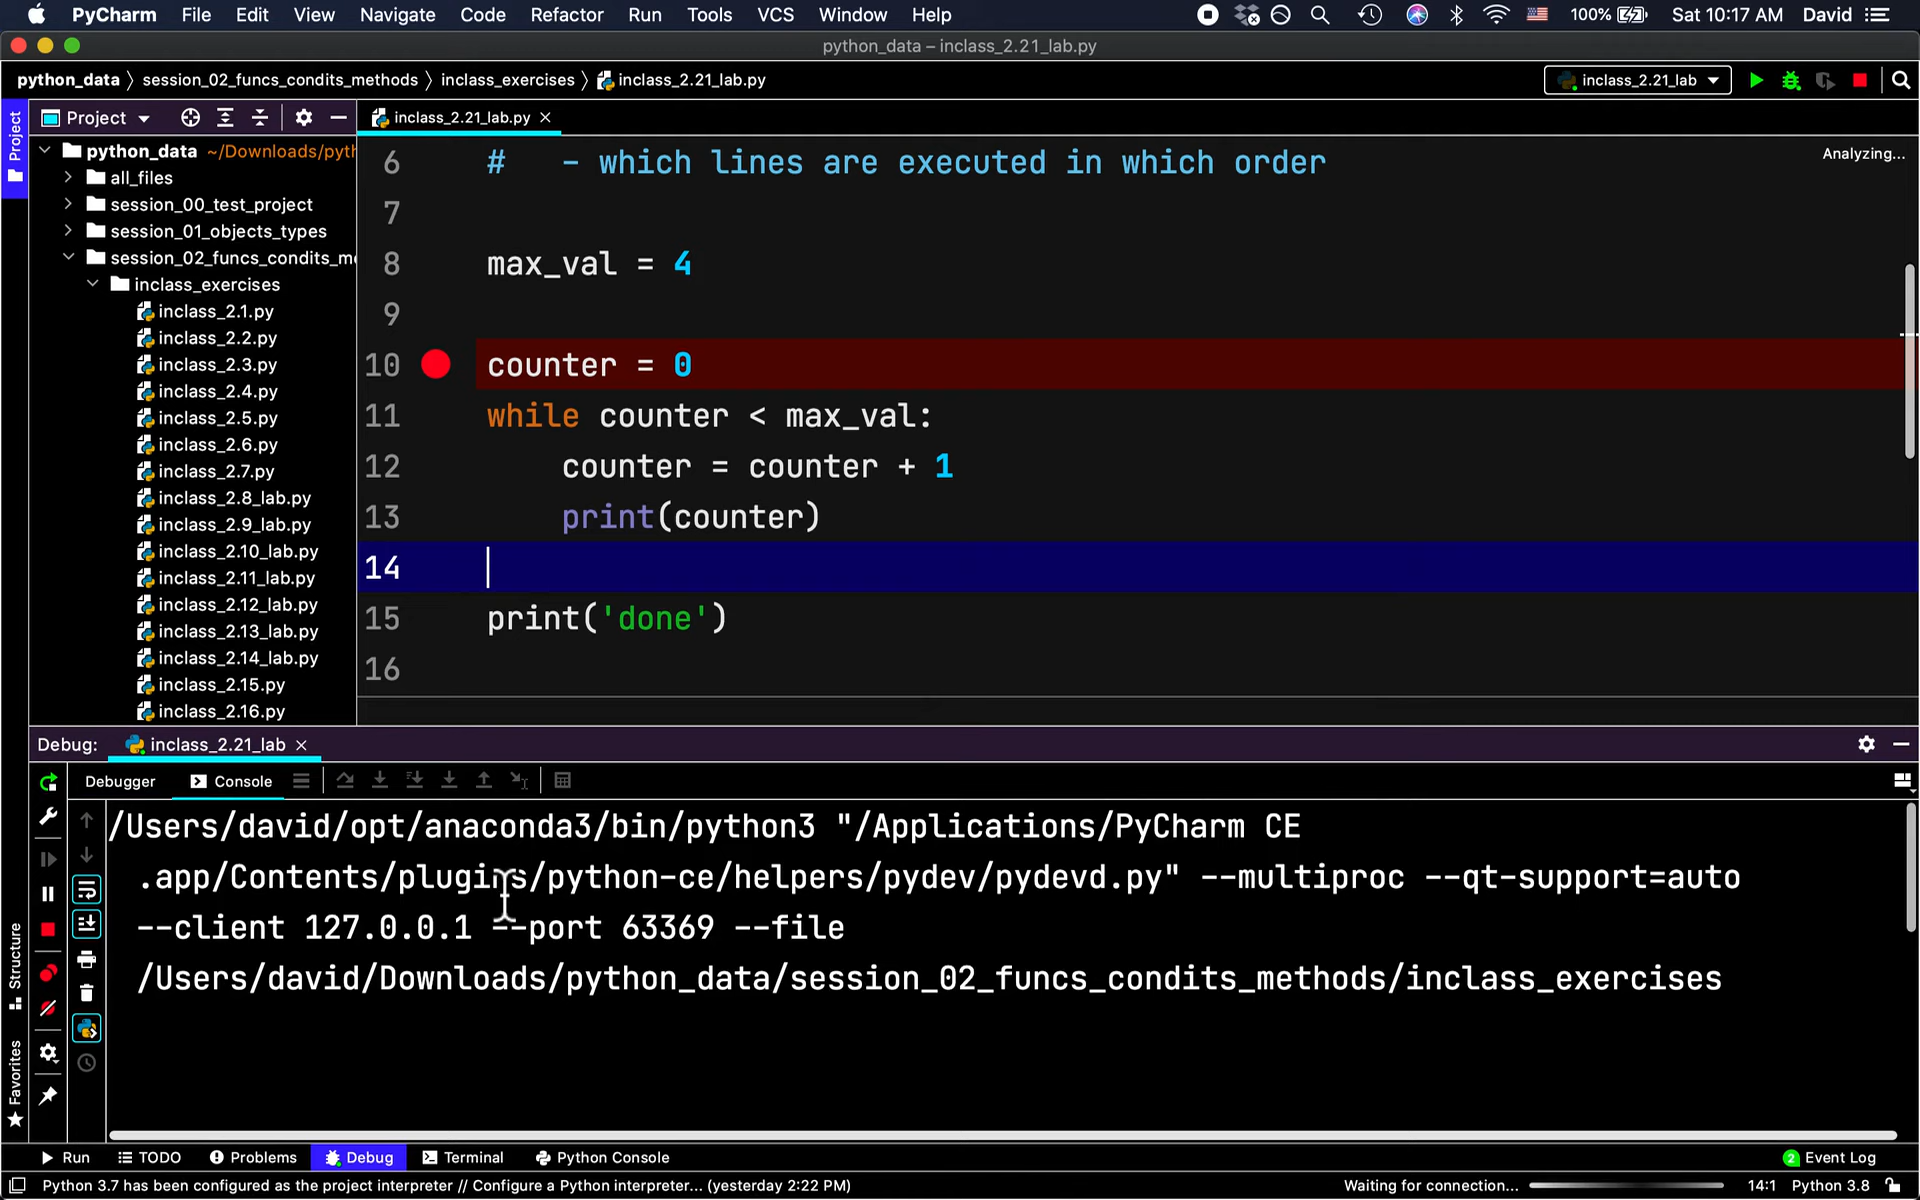 PyCharm File Edit View Navigate Code Refactor Run Tools VCS Window Help 100% Sat 10:17 AM David
python_data – inclass_2.21_lab.py
python_data session_02_funcs_condits_methods inclass_exercises inclass_2.21_lab.py inclass_2.21_lab
Project
Project
inclass_2.21_lab.py
python_data ~/Downloads/pyth
all_files
session_00_test_project
session_01_objects_types
session_02_funcs_condits_m
inclass_exercises
inclass_2.1.py
inclass_2.2.py
inclass_2.3.py
inclass_2.4.py
inclass_2.5.py
inclass_2.6.py
inclass_2.7.py
inclass_2.8_lab.py
inclass_2.9_lab.py
inclass_2.10_lab.py
inclass_2.11_lab.py
inclass_2.12_lab.py
inclass_2.13_lab.py
inclass_2.14_lab.py
inclass_2.15.py
inclass_2.16.py
Analyzing...
6 #   – which lines are executed in which order
7
8 max_val = 4
9
10 counter = 0
11 while counter < max_val:
12     counter = counter + 1
13     print(counter)
14
15 print('done')
16
Debug: inclass_2.21_lab
Debugger Console
/Users/david/opt/anaconda3/bin/python3 "/Applications/PyCharm CE
.app/Contents/plugins/python-ce/helpers/pydev/pydevd.py" --multiproc --qt-support=auto
--client 127.0.0.1 --port 63369 --file
/Users/david/Downloads/python_data/session_02_funcs_condits_methods/inclass_exercises
Structure
Favorites
Run TODO Problems Debug Terminal Python Console 2 Event Log
Python 3.7 has been configured as the project interpreter // Configure a Python interpreter... (yesterday 2:22 PM) Waiting for connection... 14:1 Python 3.8